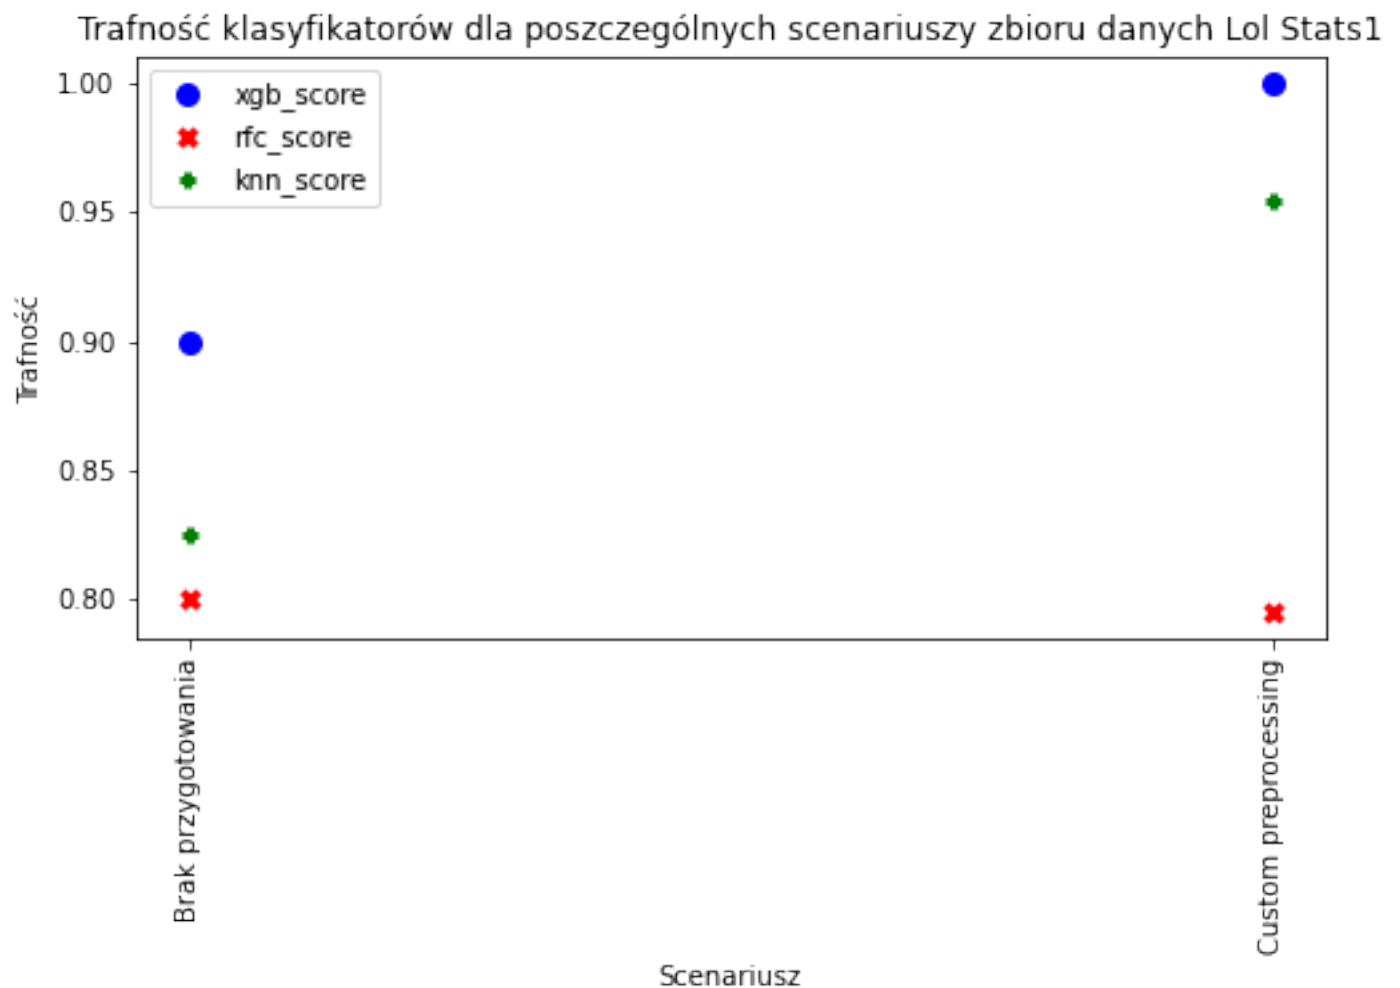 Trafność klasyfikatorów dla poszczególnych scenariuszy zbioru danych Lol Stats1
xgb_score
rfc_score
knn_score
1.00
0.95
0.90
0.85
0.80
Trafność
Brak przygotowania
Custom preprocessing
Scenariusz